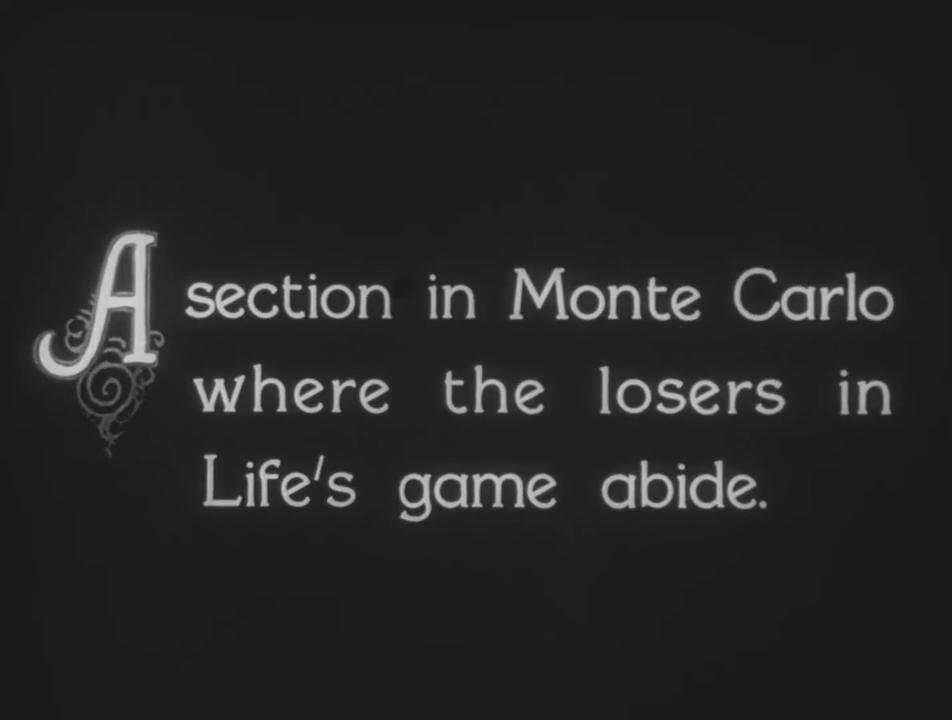 A section in Monte Carlo
where the losers in
Life's game abide.